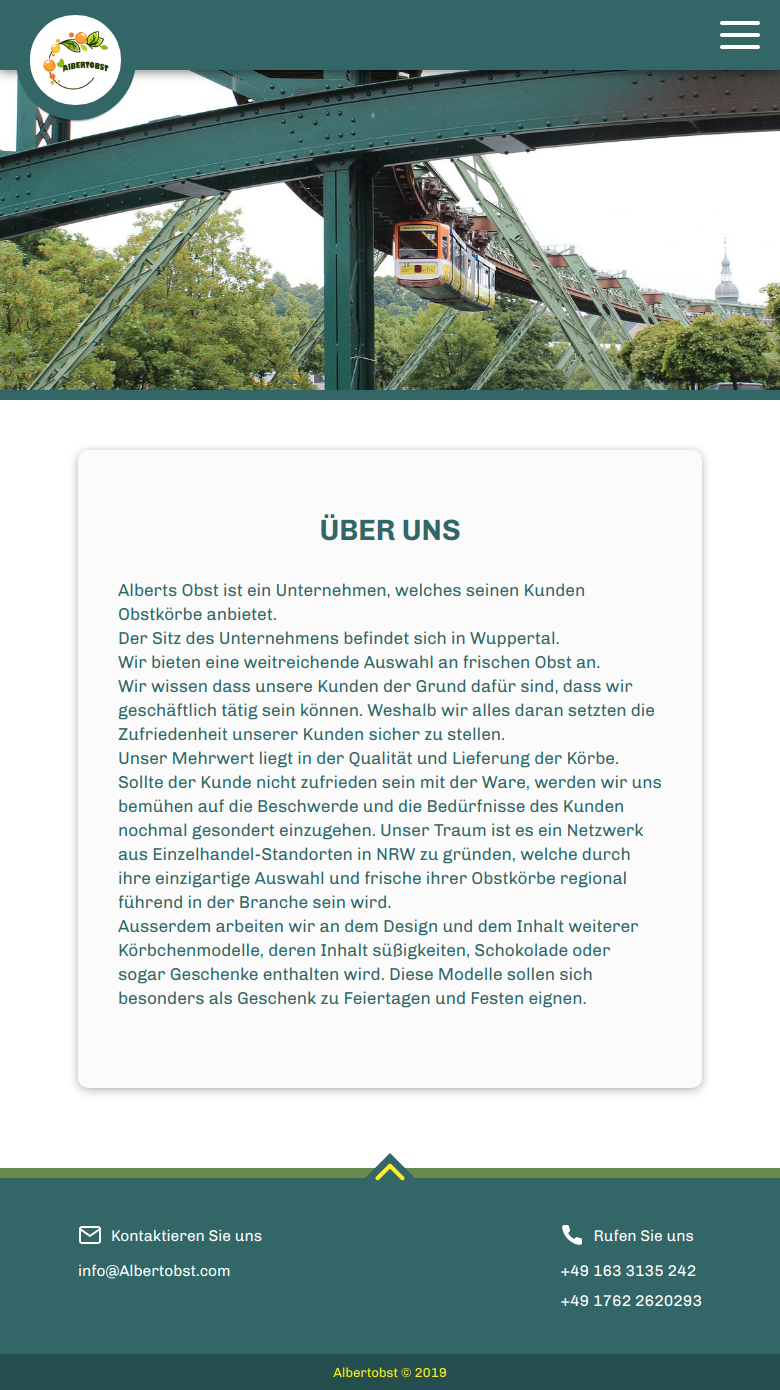 ALBERTOBST
ÜBER UNS
Alberts Obst ist ein Unternehmen, welches seinen Kunden
Obstkörbe anbietet.
Der Sitz des Unternehmens befindet sich in Wuppertal.
Wir bieten eine weitreichende Auswahl an frischen Obst an.
Wir wissen dass unsere Kunden der Grund dafür sind, dass wir
geschäftlich tätig sein können. Weshalb wir alles daran setzten die
Zufriedenheit unserer Kunden sicher zu stellen.
Unser Mehrwert liegt in der Qualität und Lieferung der Körbe.
Sollte der Kunde nicht zufrieden sein mit der Ware, werden wir uns
bemühen auf die Beschwerde und die Bedürfnisse des Kunden
nochmal gesondert einzugehen. Unser Traum ist es ein Netzwerk
aus Einzelhandel-Standorten in NRW zu gründen, welche durch
ihre einzigartige Auswahl und frische ihrer Obstkörbe regional
führend in der Branche sein wird.
Ausserdem arbeiten wir an dem Design und dem Inhalt weiterer
Körbchenmodelle, deren Inhalt süßigkeiten, Schokolade oder
sogar Geschenke enthalten wird. Diese Modelle sollen sich
besonders als Geschenk zu Feiertagen und Festen eignen.
Kontaktieren Sie uns
info@Albertobst.com
Rufen Sie uns
+49 163 3135 242
+49 1762 2620293
Albertobst © 2019